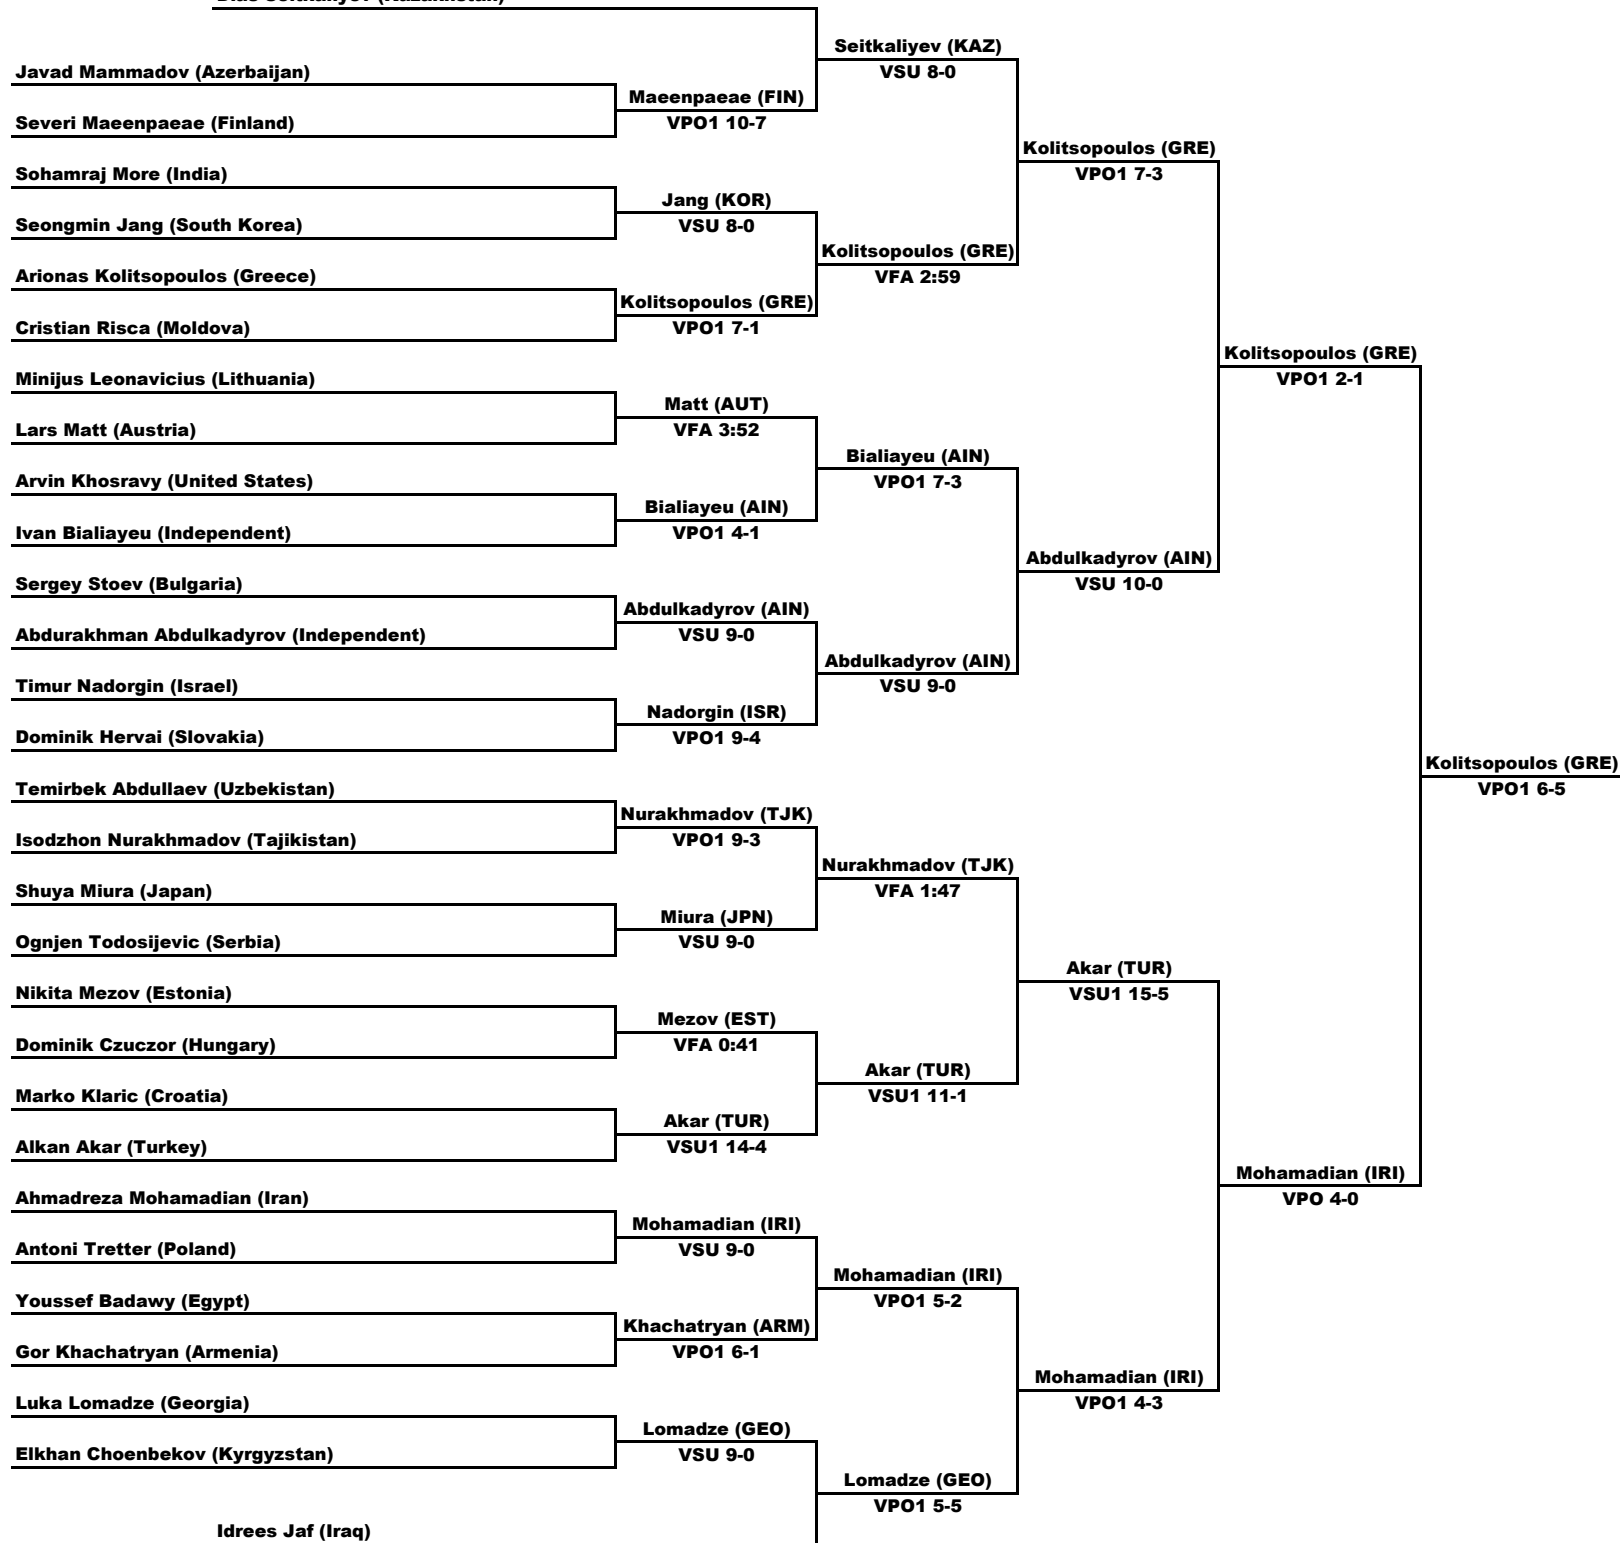 Seitkaliyev (KAZ)
VSU 8-0
Javad Mammadov (Azerbaijan)
Maeenpaeae (FIN)
VPO1 10-7
Severi Maeenpaeae (Finland)
Kolitsopoulos (GRE)
VPO1 7-3
Sohamraj More (India)
Jang (KOR)
VSU 8-0
Seongmin Jang (South Korea)
Kolitsopoulos (GRE)
VFA 2:59
Arionas Kolitsopoulos (Greece)
Kolitsopoulos (GRE)
VPO1 7-1
Cristian Risca (Moldova)
Kolitsopoulos (GRE)
VPO1 2-1
Minijus Leonavicius (Lithuania)
Matt (AUT)
VFA 3:52
Lars Matt (Austria)
Bialiayeu (AIN)
VPO1 7-3
Arvin Khosravy (United States)
Bialiayeu (AIN)
VPO1 4-1
Ivan Bialiayeu (Independent)
Abdulkadyrov (AIN)
VSU 10-0
Sergey Stoev (Bulgaria)
Abdulkadyrov (AIN)
VSU 9-0
Abdurakhman Abdulkadyrov (Independent)
Abdulkadyrov (AIN)
VSU 9-0
Timur Nadorgin (Israel)
Nadorgin (ISR)
VPO1 9-4
Dominik Hervai (Slovakia)
Kolitsopoulos (GRE)
VPO1 6-5
Temirbek Abdullaev (Uzbekistan)
Nurakhmadov (TJK)
VPO1 9-3
Isodzhon Nurakhmadov (Tajikistan)
Nurakhmadov (TJK)
VFA 1:47
Shuya Miura (Japan)
Miura (JPN)
VSU 9-0
Ognjen Todosijevic (Serbia)
Akar (TUR)
VSU1 15-5
Nikita Mezov (Estonia)
Mezov (EST)
VFA 0:41
Dominik Czuczor (Hungary)
Akar (TUR)
VSU1 11-1
Marko Klaric (Croatia)
Akar (TUR)
VSU1 14-4
Alkan Akar (Turkey)
Mohamadian (IRI)
VPO 4-0
Ahmadreza Mohamadian (Iran)
Mohamadian (IRI)
VSU 9-0
Antoni Tretter (Poland)
Mohamadian (IRI)
VPO1 5-2
Youssef Badawy (Egypt)
Khachatryan (ARM)
VPO1 6-1
Gor Khachatryan (Armenia)
Mohamadian (IRI)
VPO1 4-3
Luka Lomadze (Georgia)
Lomadze (GEO)
VSU 9-0
Elkhan Choenbekov (Kyrgyzstan)
Lomadze (GEO)
VPO1 5-5
Idrees Jaf (Iraq)